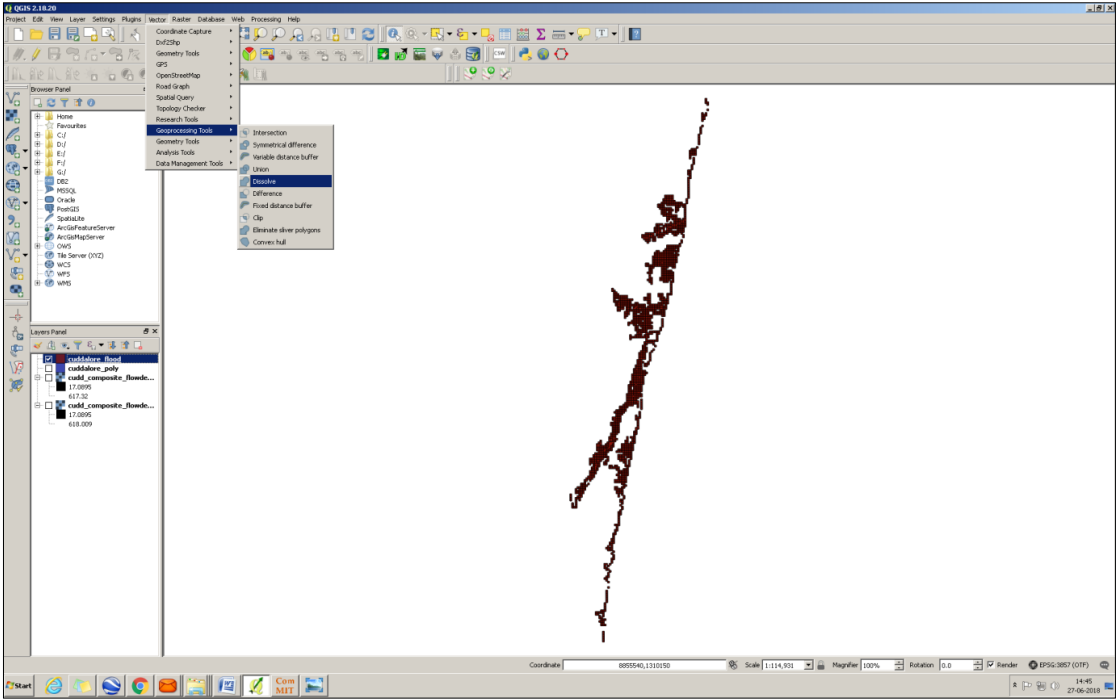 QGIS 2.18.20
Project Edit View Layer Settings Plugins Vector Raster Database Web Processing Help
Coordinate Capture
Dxf2Shp
Geometry Tools
GPS
OpenStreetMap
Road Graph
Spatial Query
Topology Checker
Research Tools
Geoprocessing Tools
Geometry Tools
Analysis Tools
Data Management Tools
Intersection
Symmetrical difference
Variable distance buffer
Union
Dissolve
Difference
Fixed distance buffer
Clip
Eliminate sliver polygons
Convex hull
CSW
Browser Panel
Home
Favourites
C:/
D:/
E:/
F:/
G:/
DB2
MSSQL
Oracle
PostGIS
SpatiaLite
ArcGisFeatureServer
ArcGisMapServer
OWS
Tile Server (XYZ)
WCS
WFS
WMS
Layers Panel
cuddalore_flood
cuddalore_poly
cudd_composite_flowde...
17.0895
617.32
cudd_composite_flowde...
17.0895
618.009
Coordinate 8855540,1310150 Scale 1:114,931 Magnifier 100% Rotation 0.0 Render EPSG:3857 (OTF)
Start
Com
MIT
14:45
27-06-2018